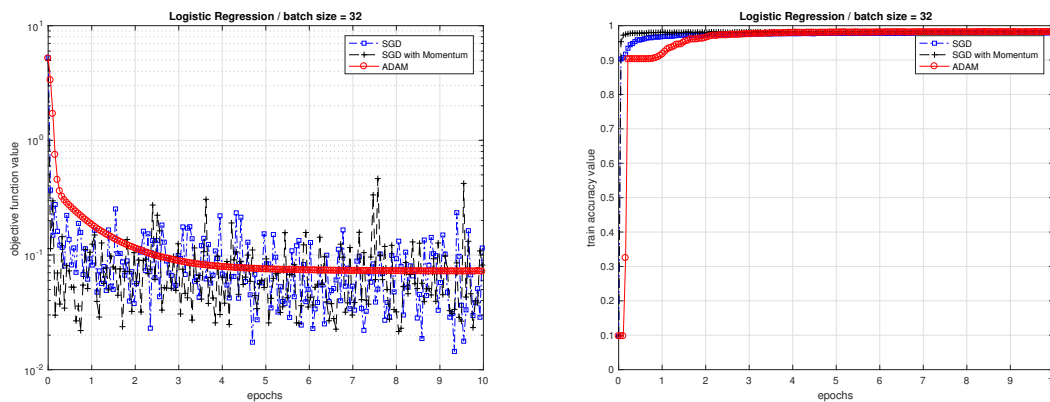 Logistic Regression / batch size = 32
SGD
SGD with Momentum
ADAM
objective function value
10^1
10^0
10^-1
10^-2
0 1 2 3 4 5 6 7 8 9 10
epochs
Logistic Regression / batch size = 32
SGD
SGD with Momentum
ADAM
train accuracy value
1
0.9
0.8
0.7
0.6
0.5
0.4
0.3
0.2
0.1
0
0 1 2 3 4 5 6 7 8 9
epochs